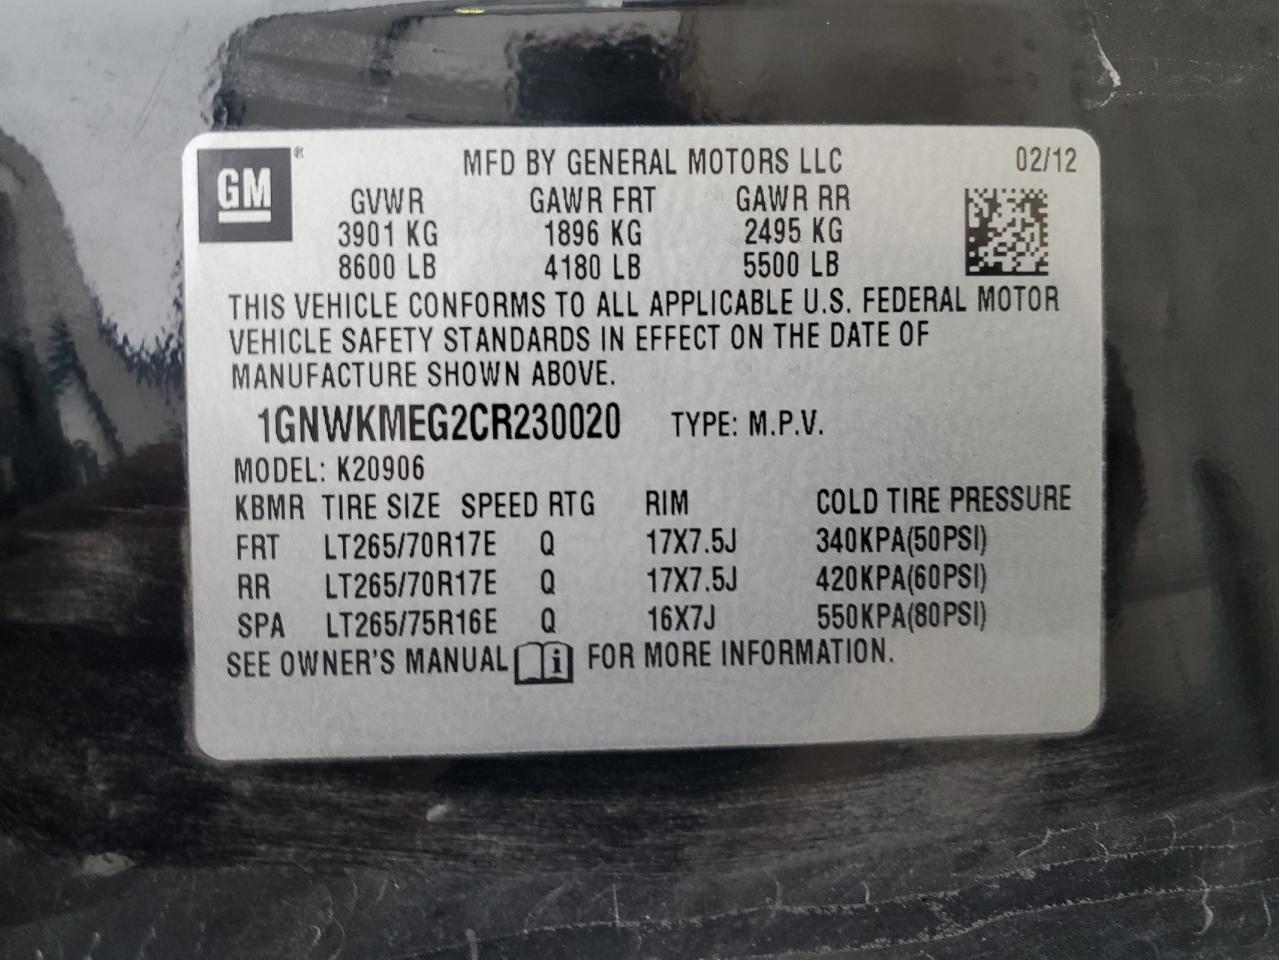 GM ® MFD BY GENERAL MOTORS LLC 02/12
GVWR GAWR FRT GAWR RR
3901 KG 1896 KG 2495 KG
8600 LB 4180 LB 5500 LB
THIS VEHICLE CONFORMS TO ALL APPLICABLE U.S. FEDERAL MOTOR
VEHICLE SAFETY STANDARDS IN EFFECT ON THE DATE OF
MANUFACTURE SHOWN ABOVE.
1GNWKMEG2CR230020 TYPE: M.P.V.
MODEL: K20906
KBMR TIRE SIZE SPEED RTG RIM COLD TIRE PRESSURE
FRT LT265/70R17E Q 17X7.5J 340KPA(50PSI)
RR LT265/70R17E Q 17X7.5J 420KPA(60PSI)
SPA LT265/75R16E Q 16X7J 550KPA(80PSI)
SEE OWNER'S MANUAL i FOR MORE INFORMATION.